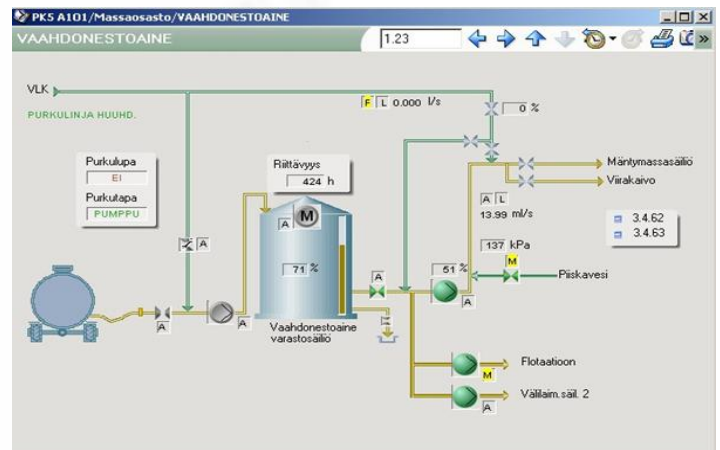 PK5 A101/Massaosasto/VAAHDONESTOAINE
VAAHDONESTOAINE
1.23
VLK
PURKULINJA HUUHD.
F L 0.000 l/s
0 %
Purkulupa
EI
Purkutapa
PUMPPU
Riittävyys
424 h
Mäntymassasäiliö
Viirakaivo
A M
A L
13.99 ml/s
3.4.62
3.4.63
A
137 kPa
71 %
A
51 %
M
Piiskavesi
A
A
A
Vaahdonestoaine
varastosäiliö
Flotaatioon
M
Välilaim.säil. 2
A